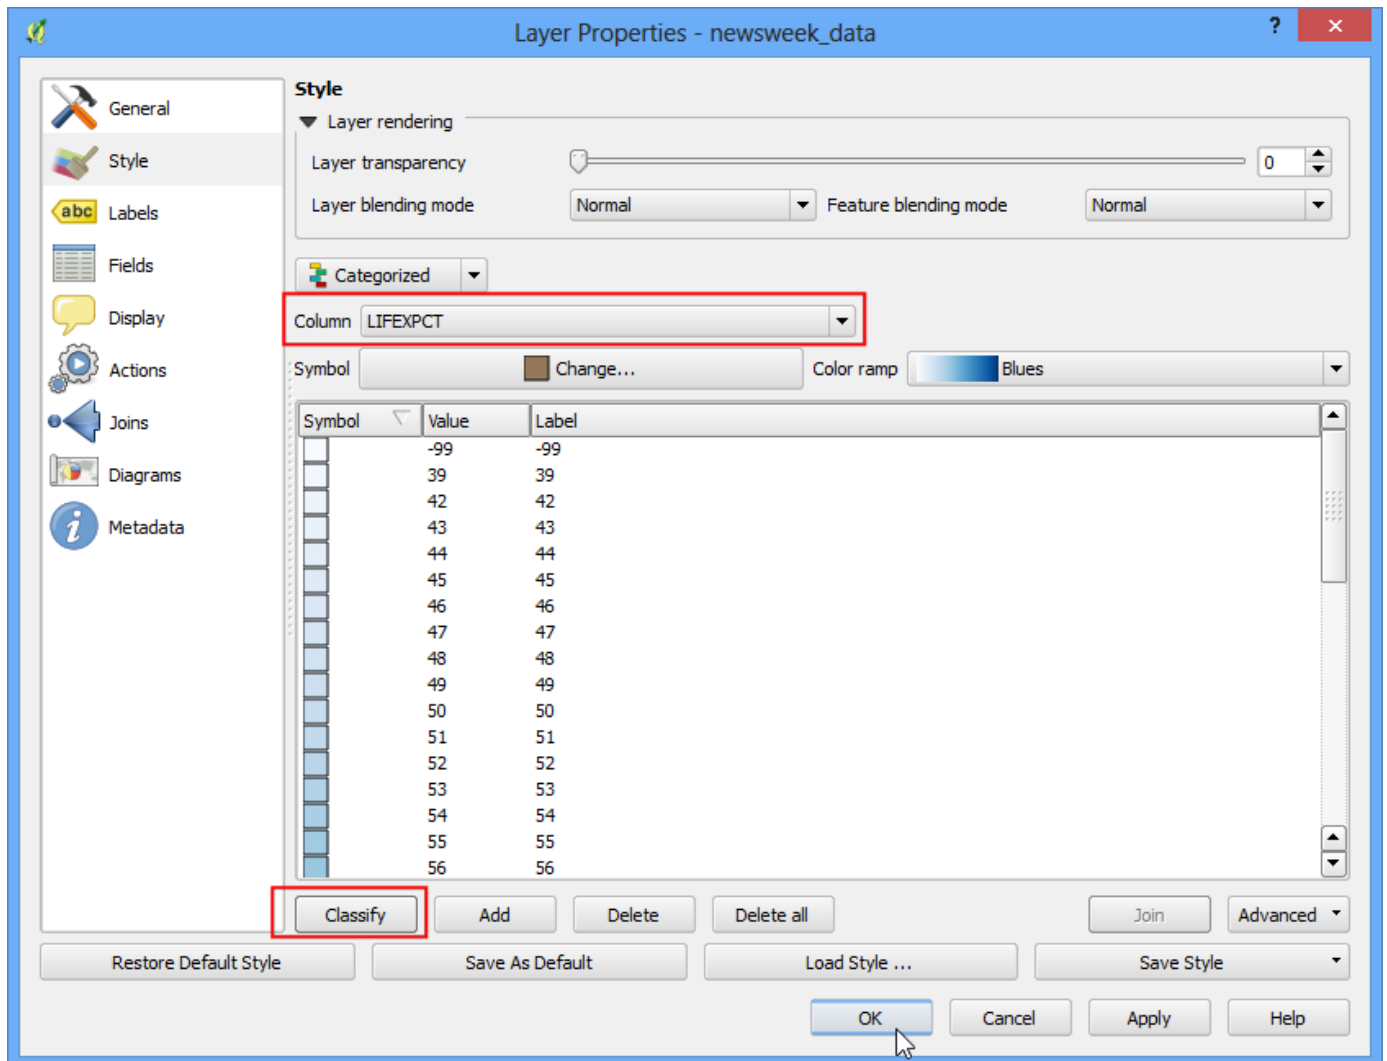 Layer Properties - newsweek_data
?
General
Style
Labels
Fields
Display
Actions
Joins
Diagrams
Metadata
abc
Style
Layer rendering
Layer transparency 0
Layer blending mode Normal Feature blending mode Normal
Categorized
Column LIFEXPCT
Symbol Change... Color ramp Blues
Symbol Value Label
-99 -99
39 39
42 42
43 43
44 44
45 45
46 46
47 47
48 48
49 49
50 50
51 51
52 52
53 53
54 54
55 55
56 56
Classify Add Delete Delete all Join Advanced
Restore Default Style Save As Default Load Style ... Save Style
OK Cancel Apply Help